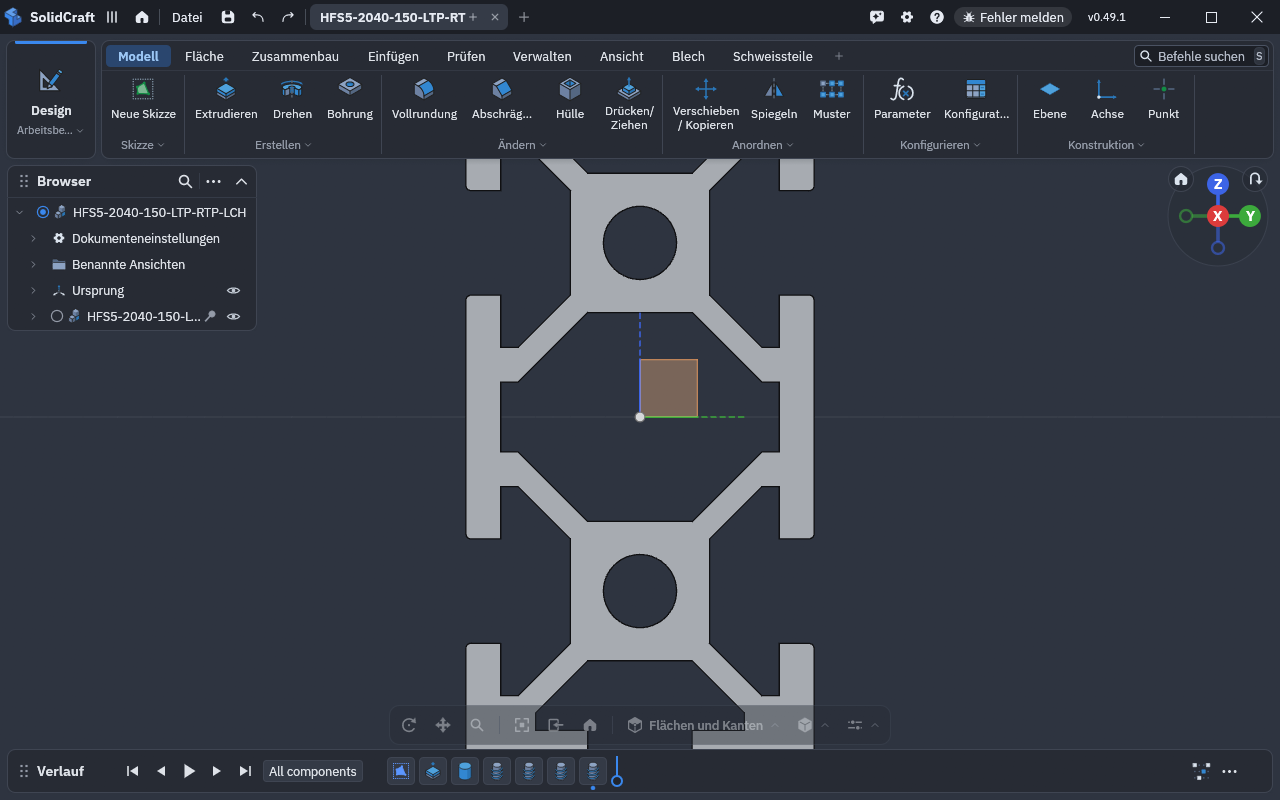 SolidCraft
Datei
HFS5-2040-150-LTP-RT
Fehler melden
v0.49.1
Design
Arbeitsbe...
Modell
Fläche
Zusammenbau
Einfügen
Prüfen
Verwalten
Ansicht
Blech
Schweissteile
Befehle suchen
S
Neue Skizze
Extrudieren
Drehen
Bohrung
Vollrundung
Abschräg...
Hülle
Drücken/
Ziehen
Verschieben
/ Kopieren
Spiegeln
Muster
Parameter
Konfigurat...
Ebene
Achse
Punkt
Skizze
Erstellen
Ändern
Anordnen
Konfigurieren
Konstruktion
Browser
HFS5-2040-150-LTP-RTP-LCH
Dokumenteneinstellungen
Benannte Ansichten
Ursprung
HFS5-2040-150-L...
Z
X
Y
Flächen und Kanten
Verlauf
All components